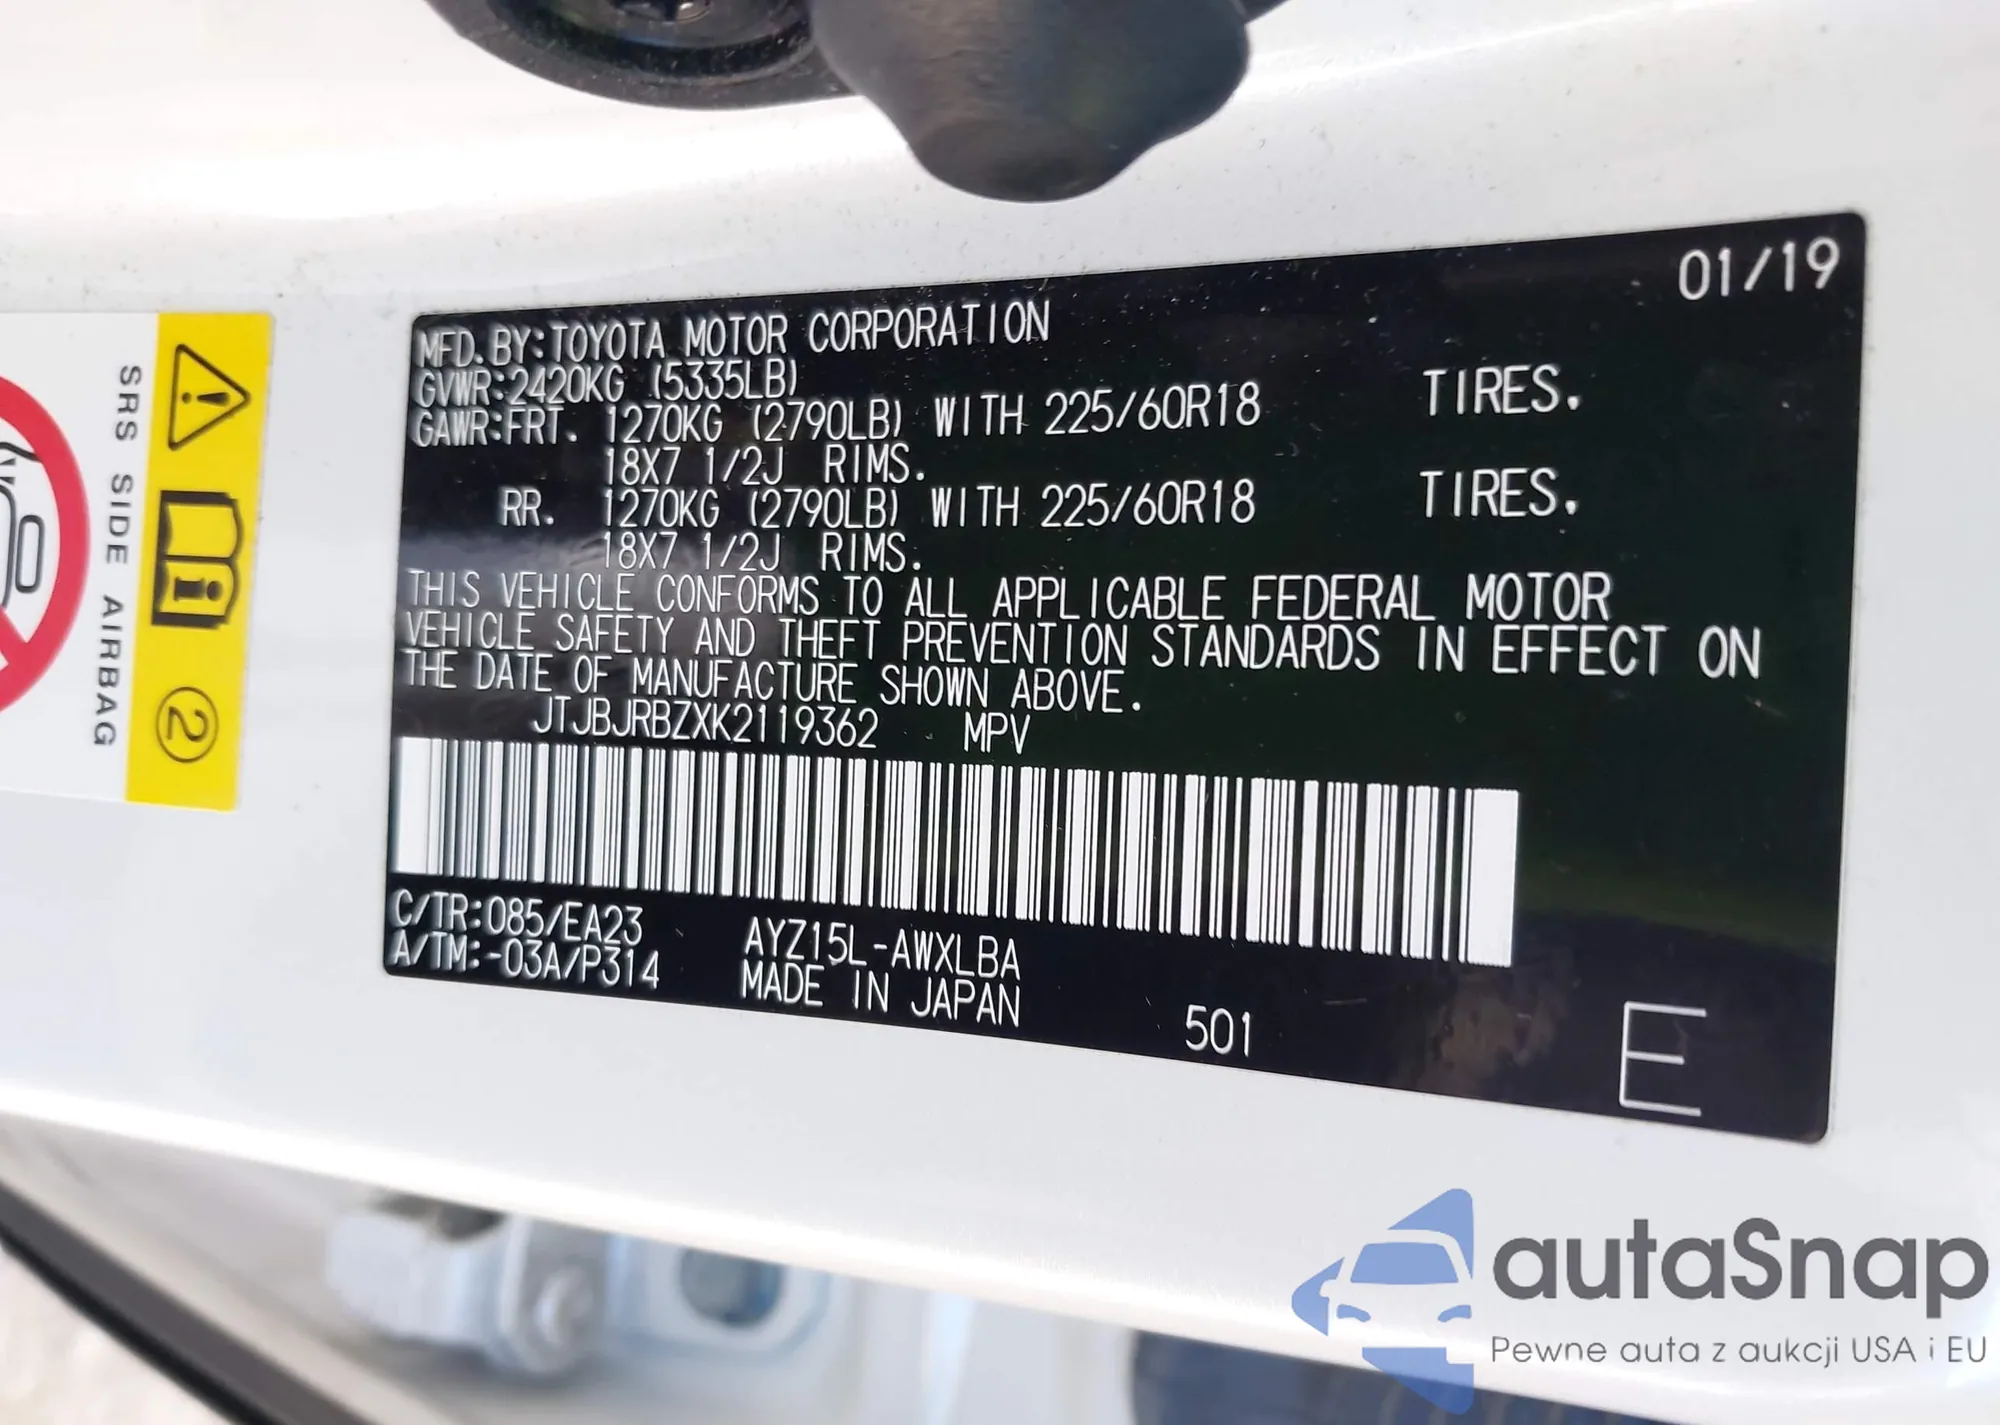 01/19
MFD. BY:TOYOTA MOTOR CORPORATION
GVWR:2420KG (5335LB)
GAWR:FRT. 1270KG (2790LB) WITH 225/60R18 TIRES.
18X7 1/2J RIMS.
RR. 1270KG (2790LB) WITH 225/60R18 TIRES.
18X7 1/2J RIMS.
THIS VEHICLE CONFORMS TO ALL APPLICABLE FEDERAL MOTOR
VEHICLE SAFETY AND THEFT PREVENTION STANDARDS IN EFFECT ON
THE DATE OF MANUFACTURE SHOWN ABOVE.
JTJBJRBZXK2119362 MPV
C/TR:085/EA23 AYZ15L-AWXLBA
A/TM:-03A/P314 MADE IN JAPAN
501
E
SRS SIDE AIRBAG
2
autaSnap
Pewne auta z aukcji USA i EU